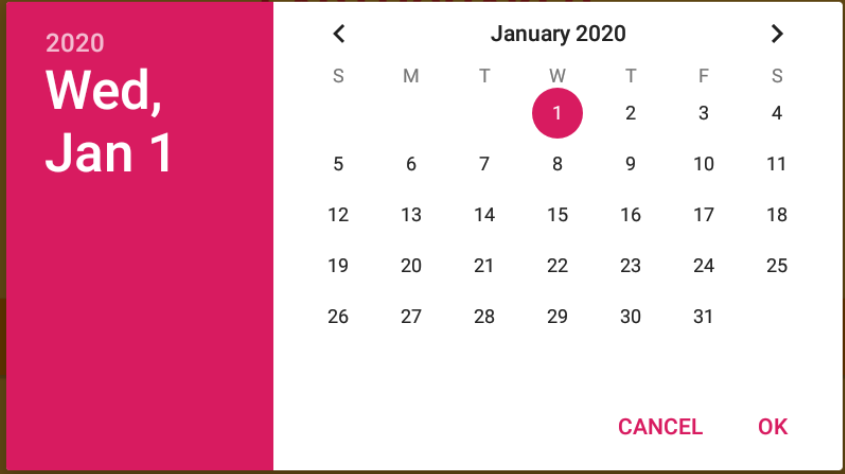 2020
Wed,
Jan 1
January 2020
S M T W T F S
1 2 3 4
5 6 7 8 9 10 11
12 13 14 15 16 17 18
19 20 21 22 23 24 25
26 27 28 29 30 31
CANCEL OK